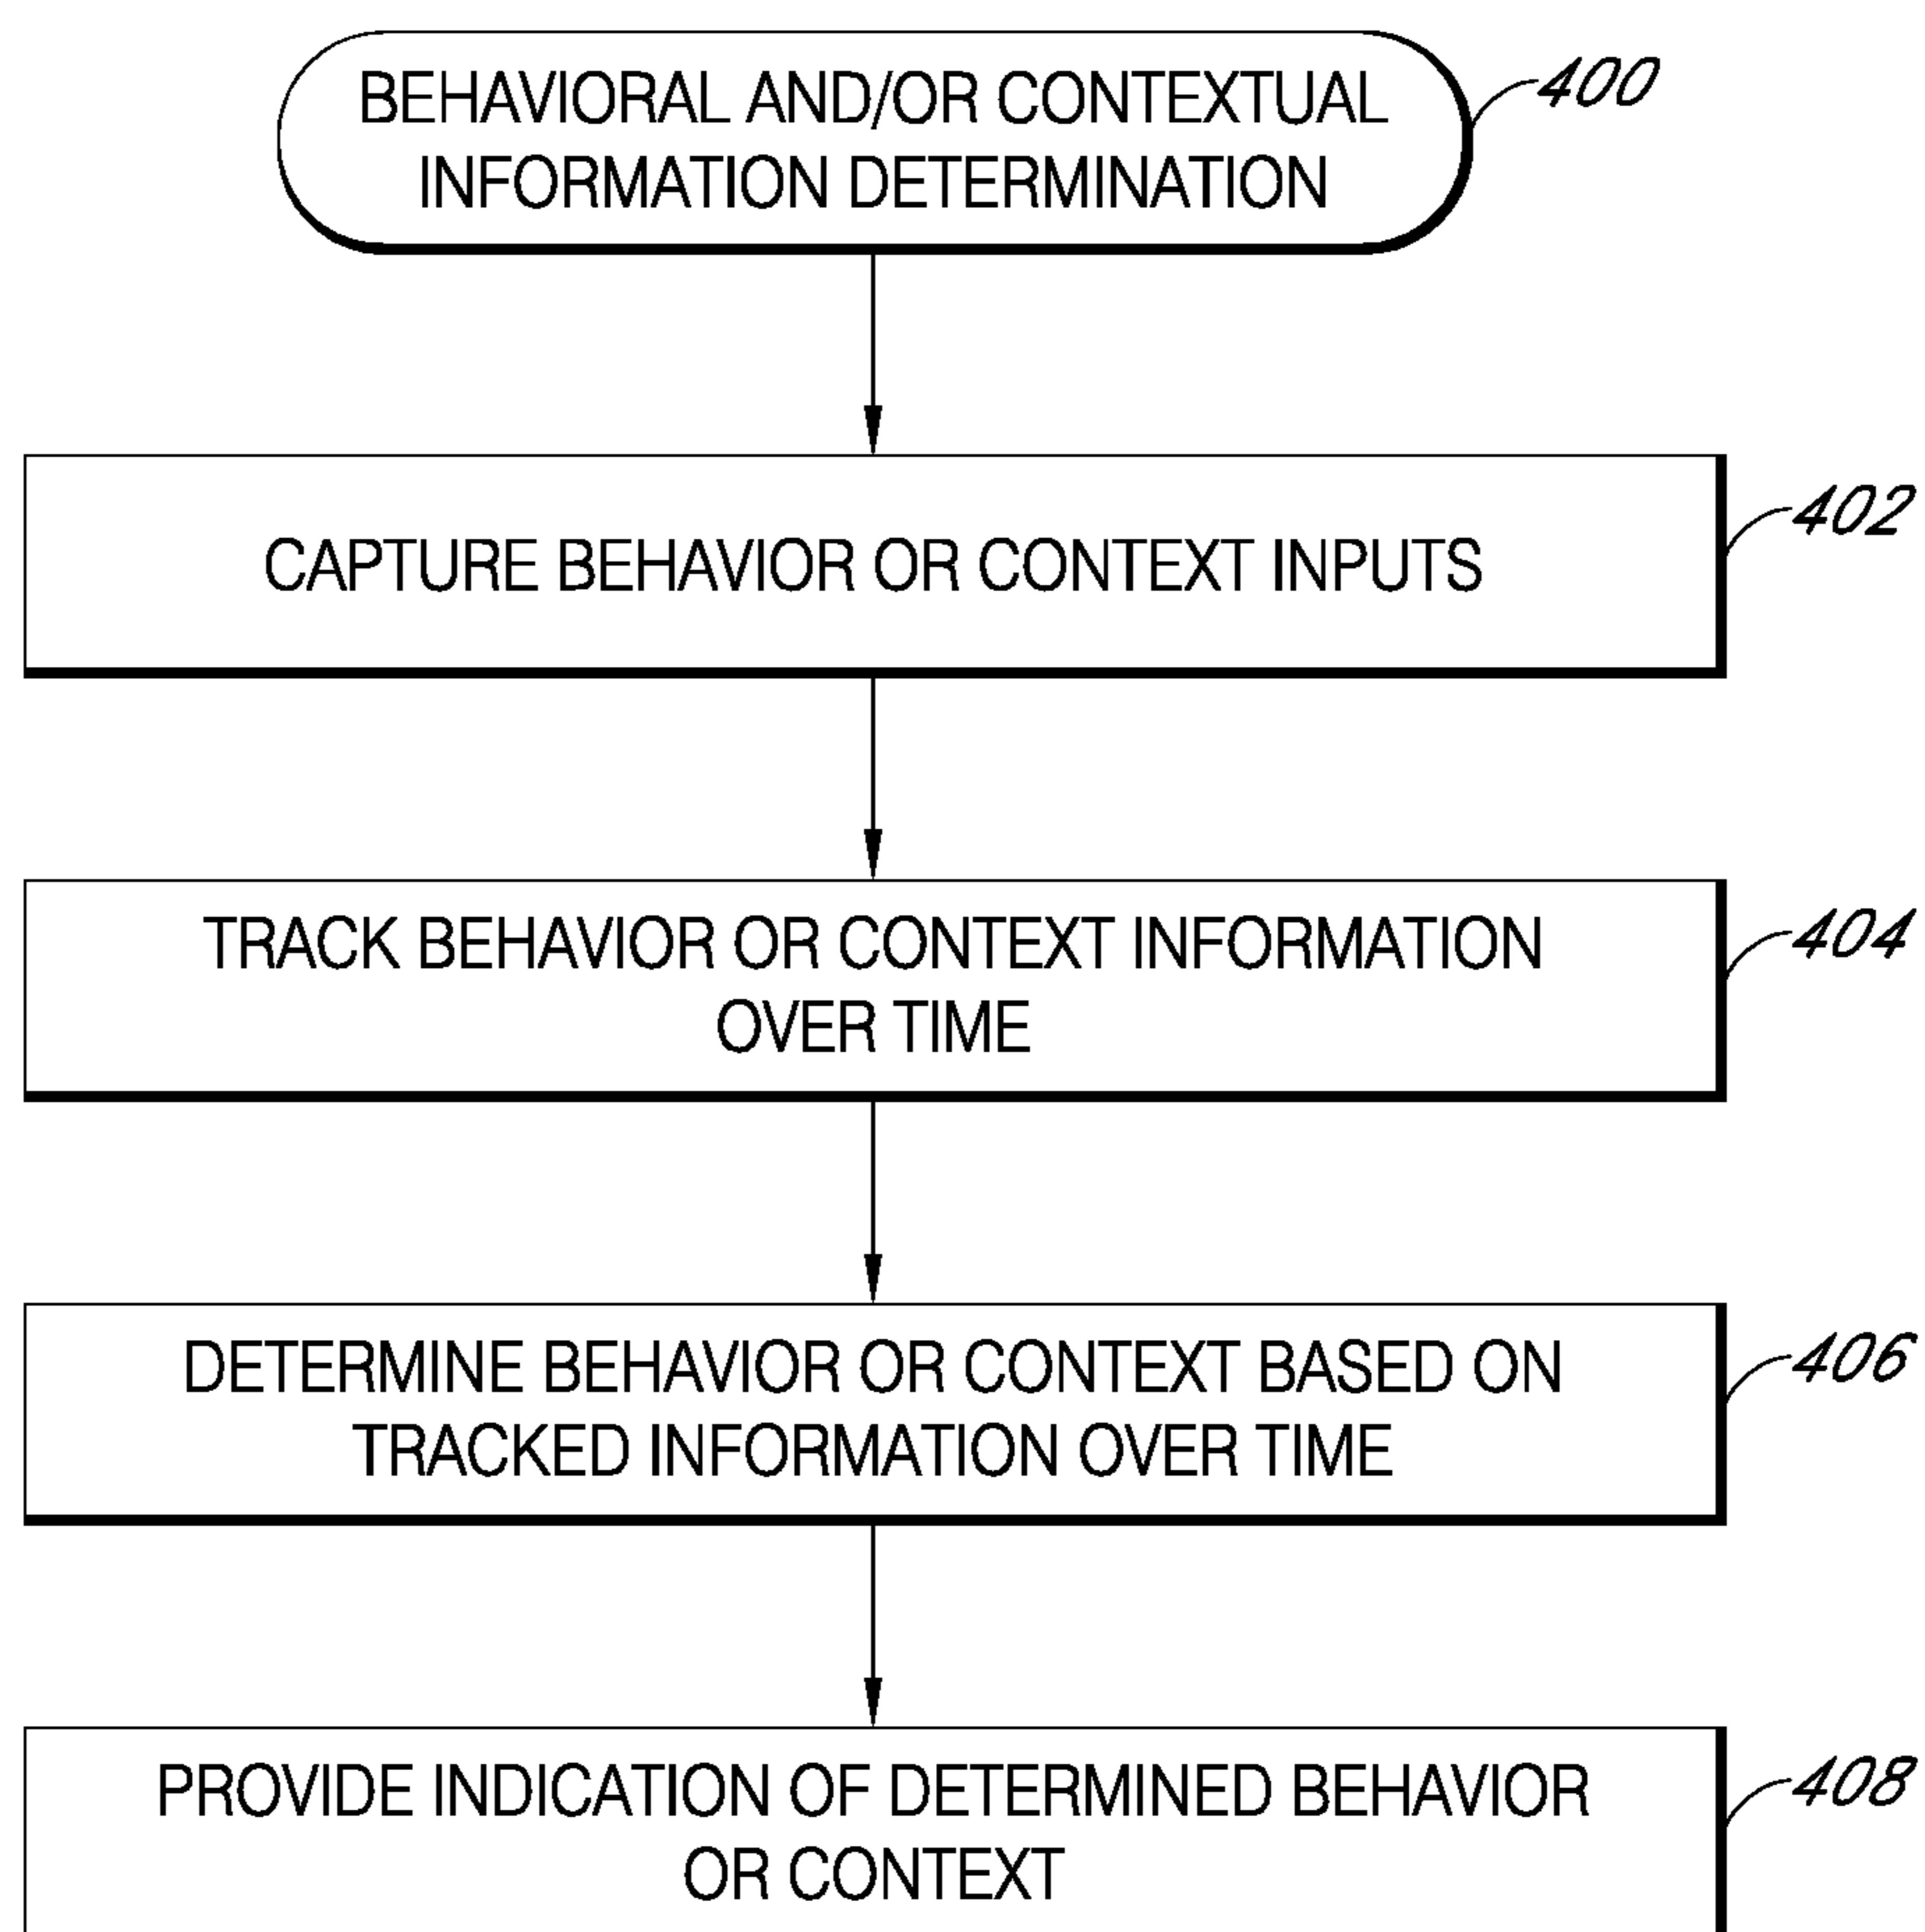 BEHAVIORAL AND/OR CONTEXTUAL
INFORMATION DETERMINATION
400
CAPTURE BEHAVIOR OR CONTEXT INPUTS
402
TRACK BEHAVIOR OR CONTEXT INFORMATION
OVER TIME
404
DETERMINE BEHAVIOR OR CONTEXT BASED ON
TRACKED INFORMATION OVER TIME
406
PROVIDE INDICATION OF DETERMINED BEHAVIOR
OR CONTEXT
408